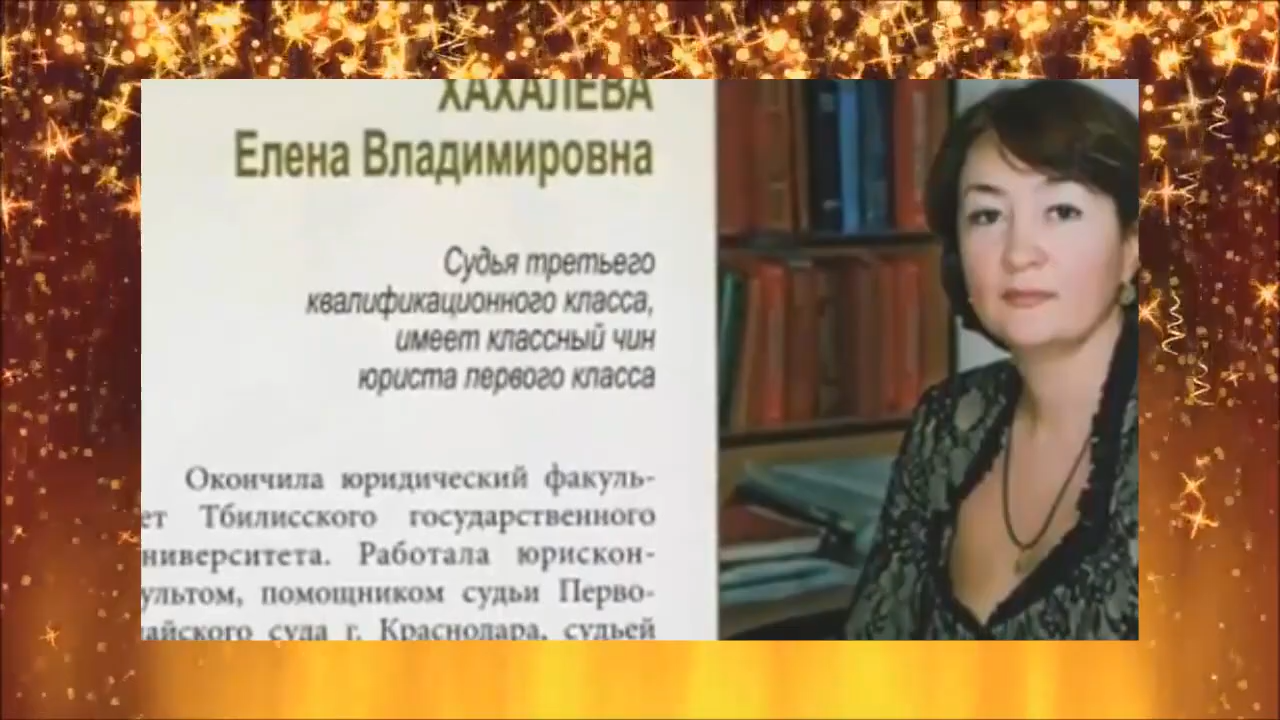 ХАХАЛЕВА
Елена Владимировна
Судья третьего
квалификационного класса,
имеет классный чин
юриста первого класса
Окончила юридический факуль-
ет Тбилисского государственного
ниверситета. Работала юрискон-
ультом, помощником судьи Перво-
айского суда г. Краснодара, судьей